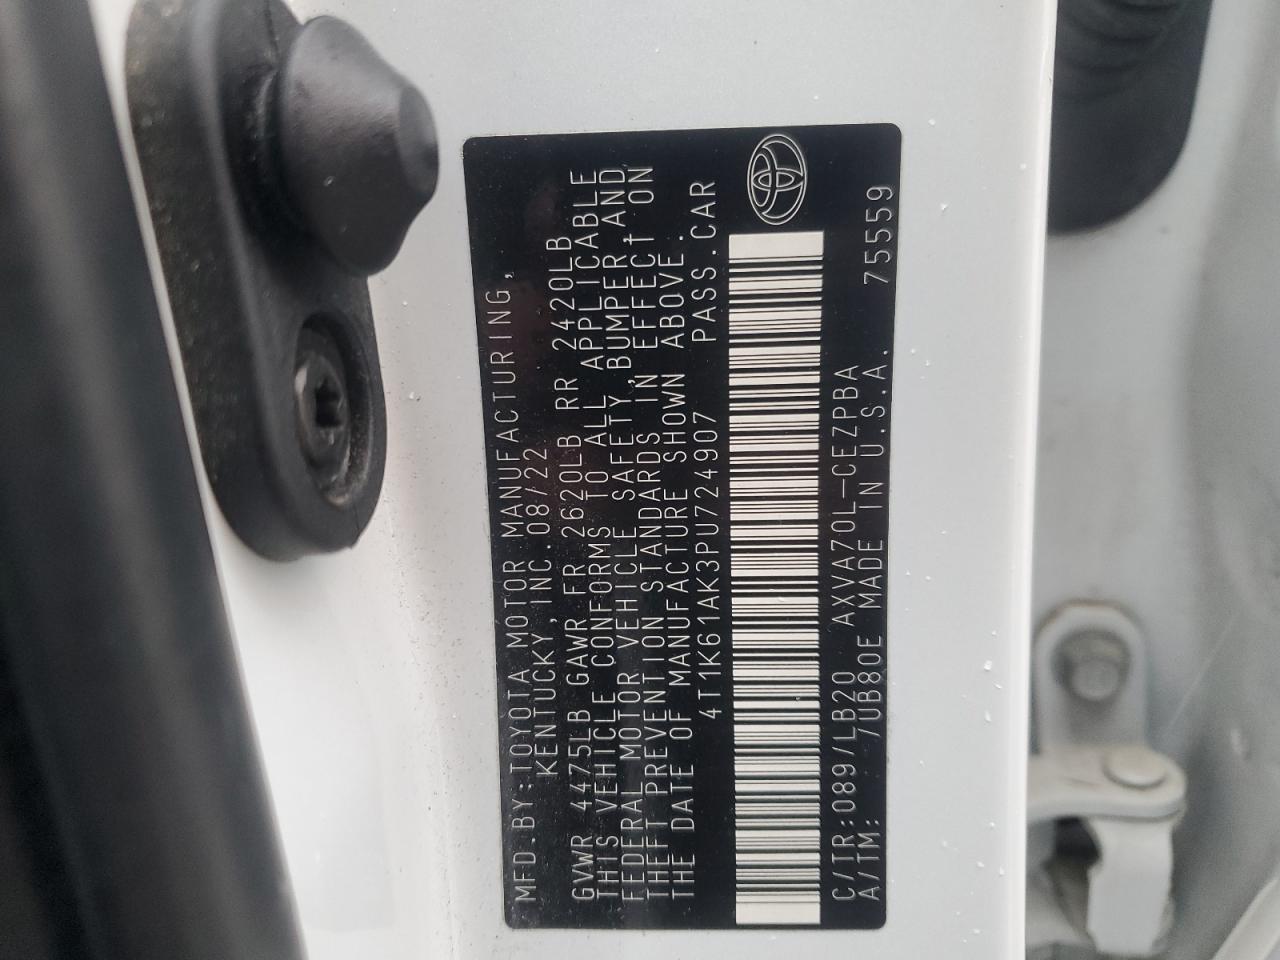 MFD.BY:TOYOTA MOTOR MANUFACTURING,
KENTUCKY,INC.08/22
GVWR 4475LB GAWR FR 2620LB RR 2420LB
THIS VEHICLE CONFORMS TO ALL APPLICABLE
FEDERAL MOTOR VEHICLE SAFETY,BUMPER,AND
THEFT PREVENTION STANDARDS IN EFFECT ON
THE DATE OF MANUFACTURE SHOWN ABOVE.
4T1K61AK3PU724907 PASS.CAR
C/TR:089/LB20 AXVA70L-CEZPBA
A/TM: 7UB80E MADE IN U.S.A. 75559